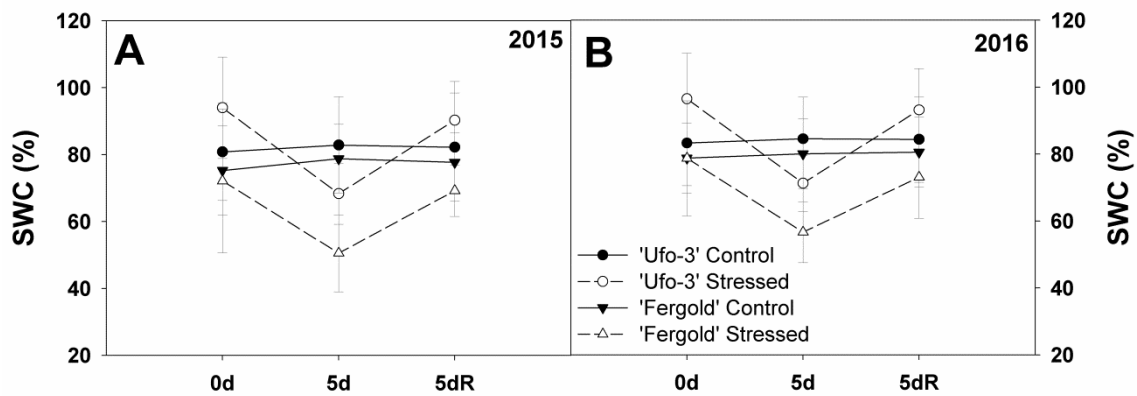 SWC (%)
120
100
80
60
40
20
A
2015
0d
5d
5dR
B
2016
'Ufo-3' Control
'Ufo-3' Stressed
'Fergold' Control
'Fergold' Stressed
0d
5d
5dR
120
100
80
60
40
20
SWC (%)